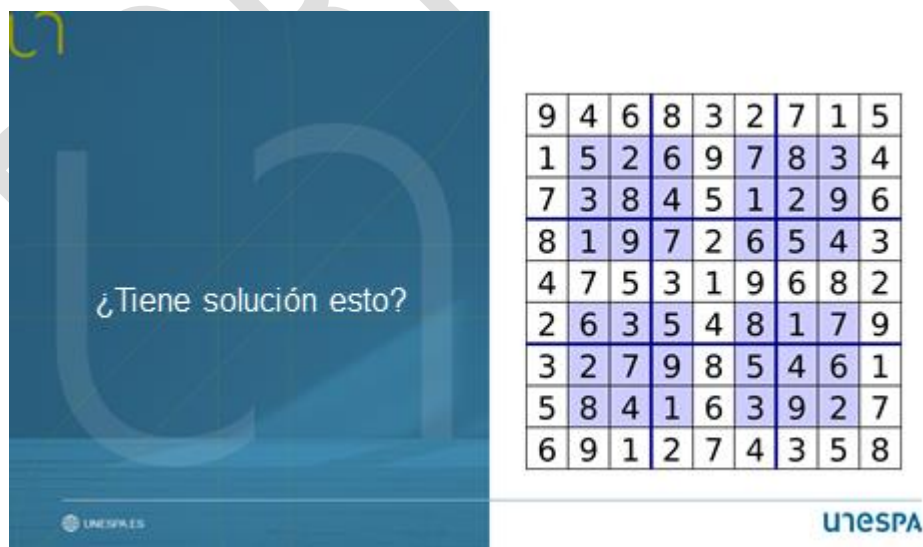 ¿Tiene solución esto?
9 4 6 8 3 2 7 1 5
1 5 2 6 9 7 8 3 4
7 3 8 4 5 1 2 9 6
8 1 9 7 2 6 5 4 3
4 7 5 3 1 9 6 8 2
2 6 3 5 4 8 1 7 9
3 2 7 9 8 5 4 6 1
5 8 4 1 6 3 9 2 7
6 9 1 2 7 4 3 5 8
UNESPA.ES
unespa